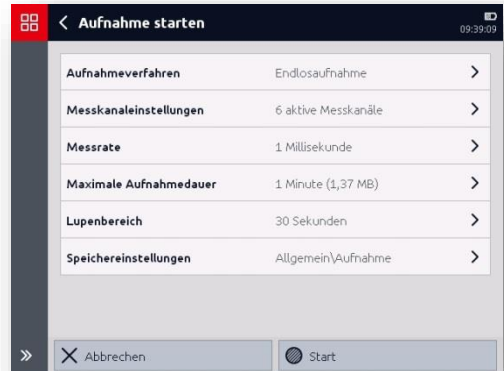 Aufnahme starten
09:39:09
Aufnahmeverfahren Endlosaufnahme
Messkanaleinstellungen 6 aktive Messkanäle
Messrate 1 Millisekunde
Maximale Aufnahmedauer 1 Minute (1,37 MB)
Lupenbereich 30 Sekunden
Speichereinstellungen Allgemein\Aufnahme
Abbrechen Start